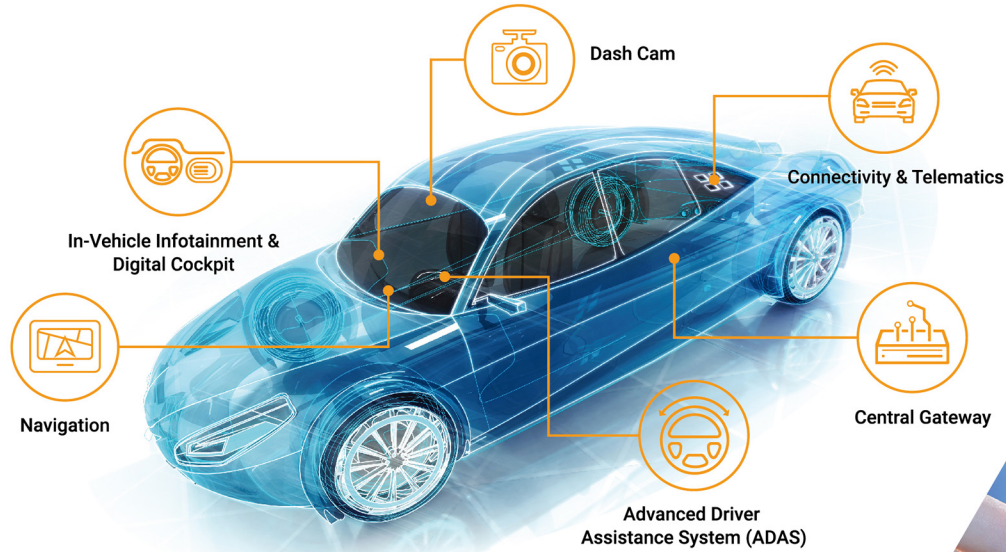 Dash Cam
Connectivity & Telematics
In-Vehicle Infotainment &
Digital Cockpit
Navigation
Central Gateway
Advanced Driver
Assistance System (ADAS)